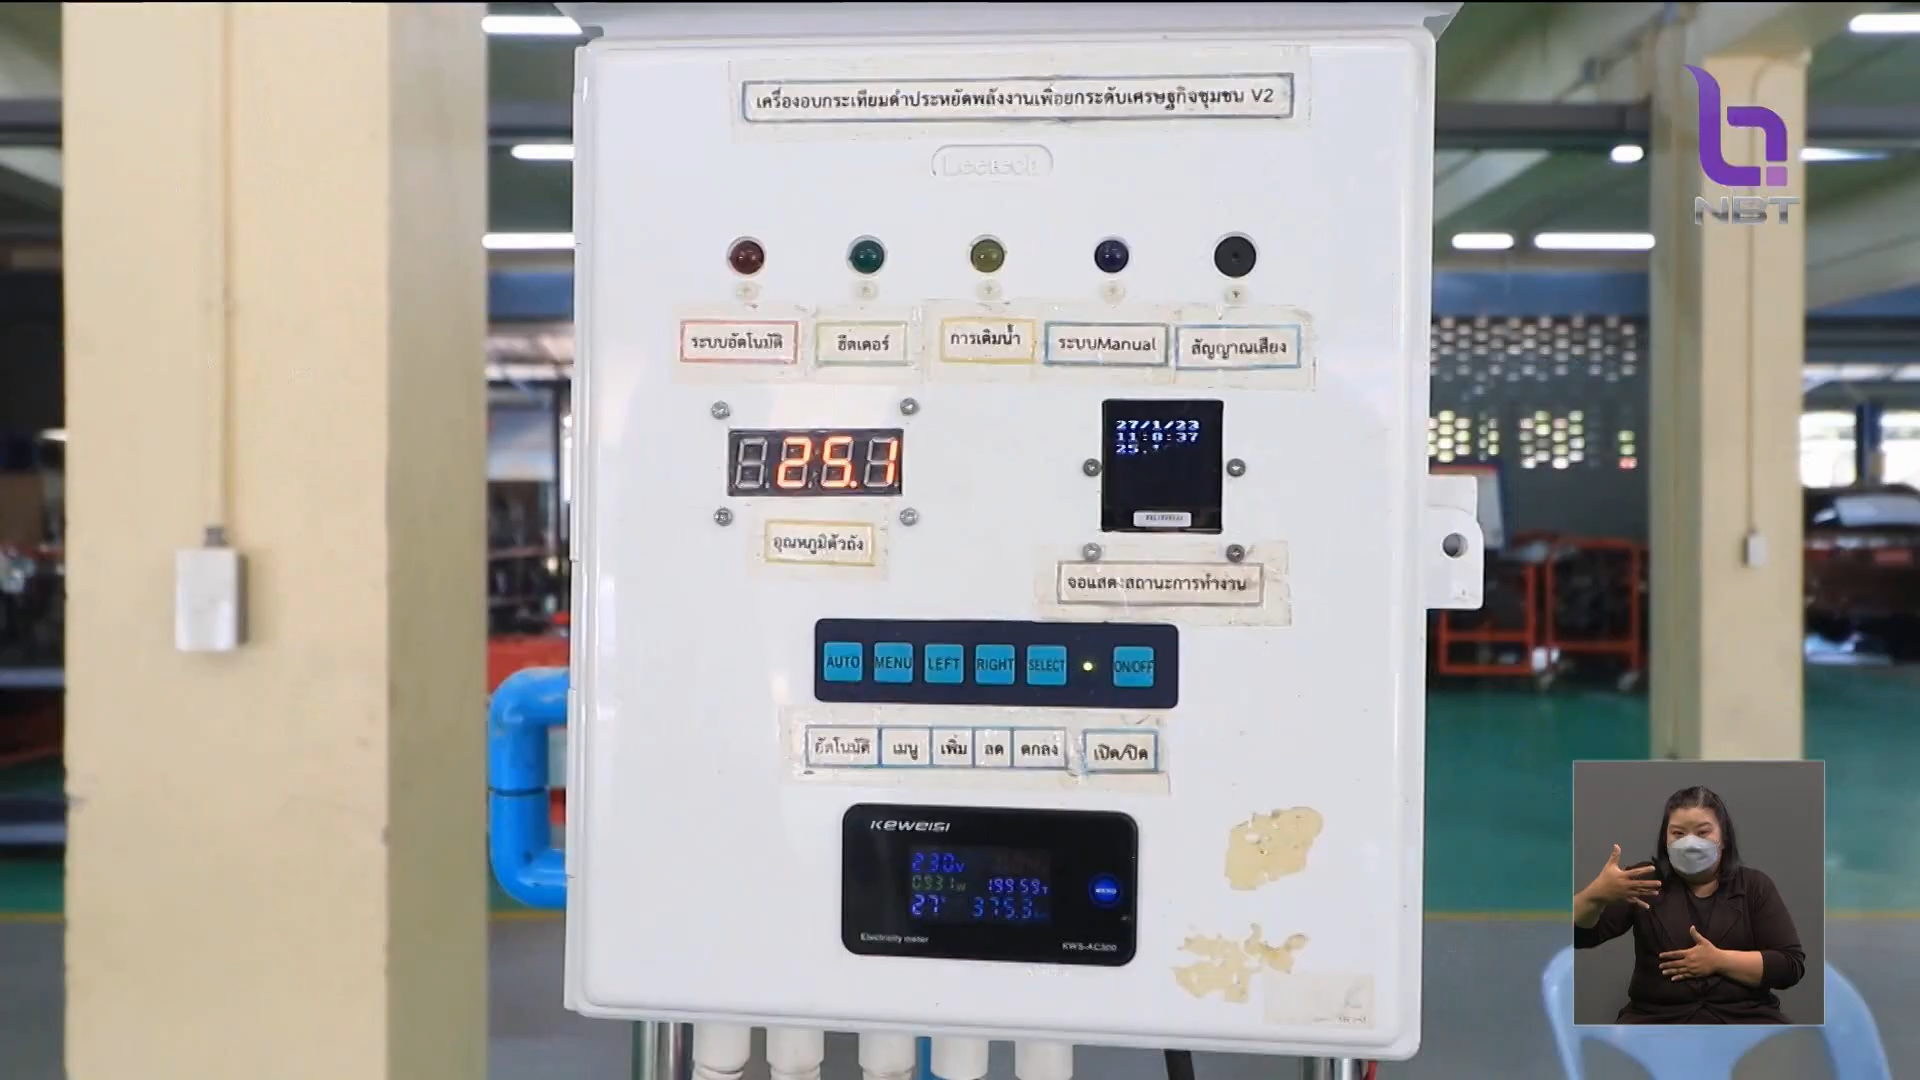 เครื่องอบกระเทียมดำประหยัดพลังงานเพื่อยกระดับเศรษฐกิจชุมชน V2
Leetech
NBT
ระบบอัตโนมัติ ฮีตเตอร์ การเติมน้ำ ระบบManual สัญญาณเสียง
25.1
27/1/23
11:8:37
25.
อุณหภูมิตัวถัง
จอแสดงสถานะการทำงาน
AUTO MENU LEFT RIGHT SELECT ON/OFF
อัตโนมัติ เมนู เพิ่ม ลด ตกลง เปิด/ปิด
KEWEISI
230V
199.59T
27° 375.3
Electricity meter KWS-AC300